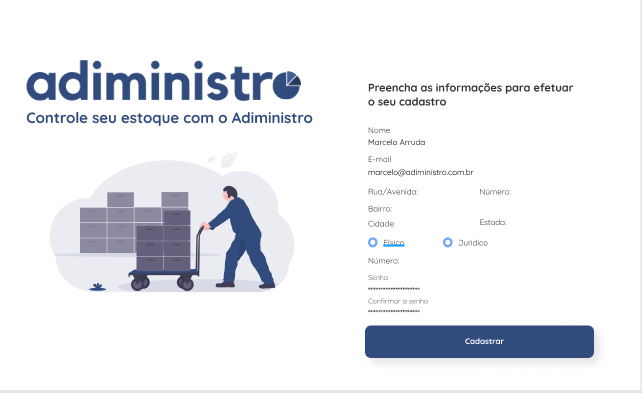 adiministro
Controle seu estoque com o Adiministro
Preencha as informações para efetuar
o seu cadastro
Nome
Marcelo Arruda
E-mail
marcelo@adiministro.com.br
Rua/Avenida:
Número:
Bairro:
Cidade:
Estado:
Físico
Jurídico
Número:
Senha
********************
Confirmar a senha
********************
Cadastrar